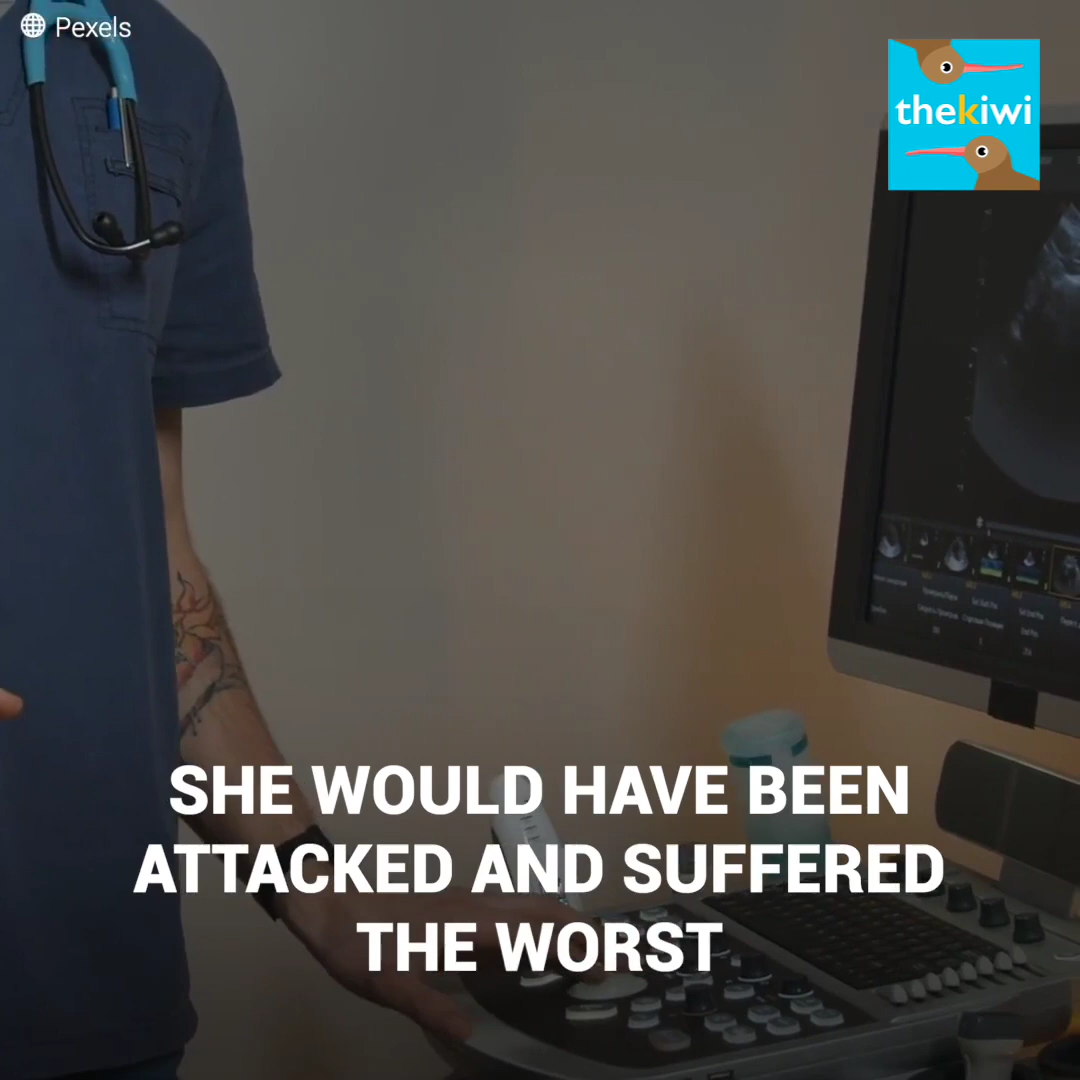 Pexels
thekiwi
SHE WOULD HAVE BEEN
ATTACKED AND SUFFERED
THE WORST